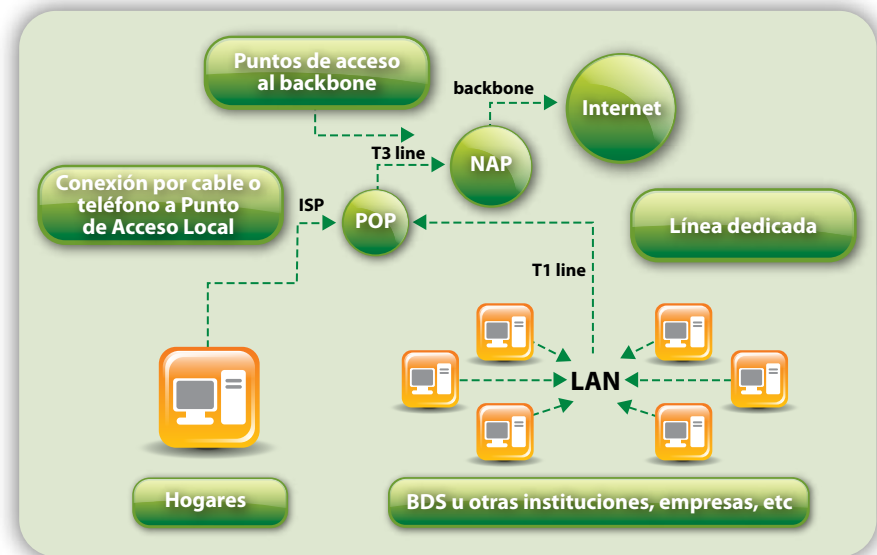 Puntos de acceso
al backbone
backbone
Internet
T3 line
NAP
Conexión por cable o
teléfono a Punto
de Acceso Local
ISP
POP
Línea dedicada
T1 line
LAN
Hogares
BDS u otras instituciones, empresas, etc